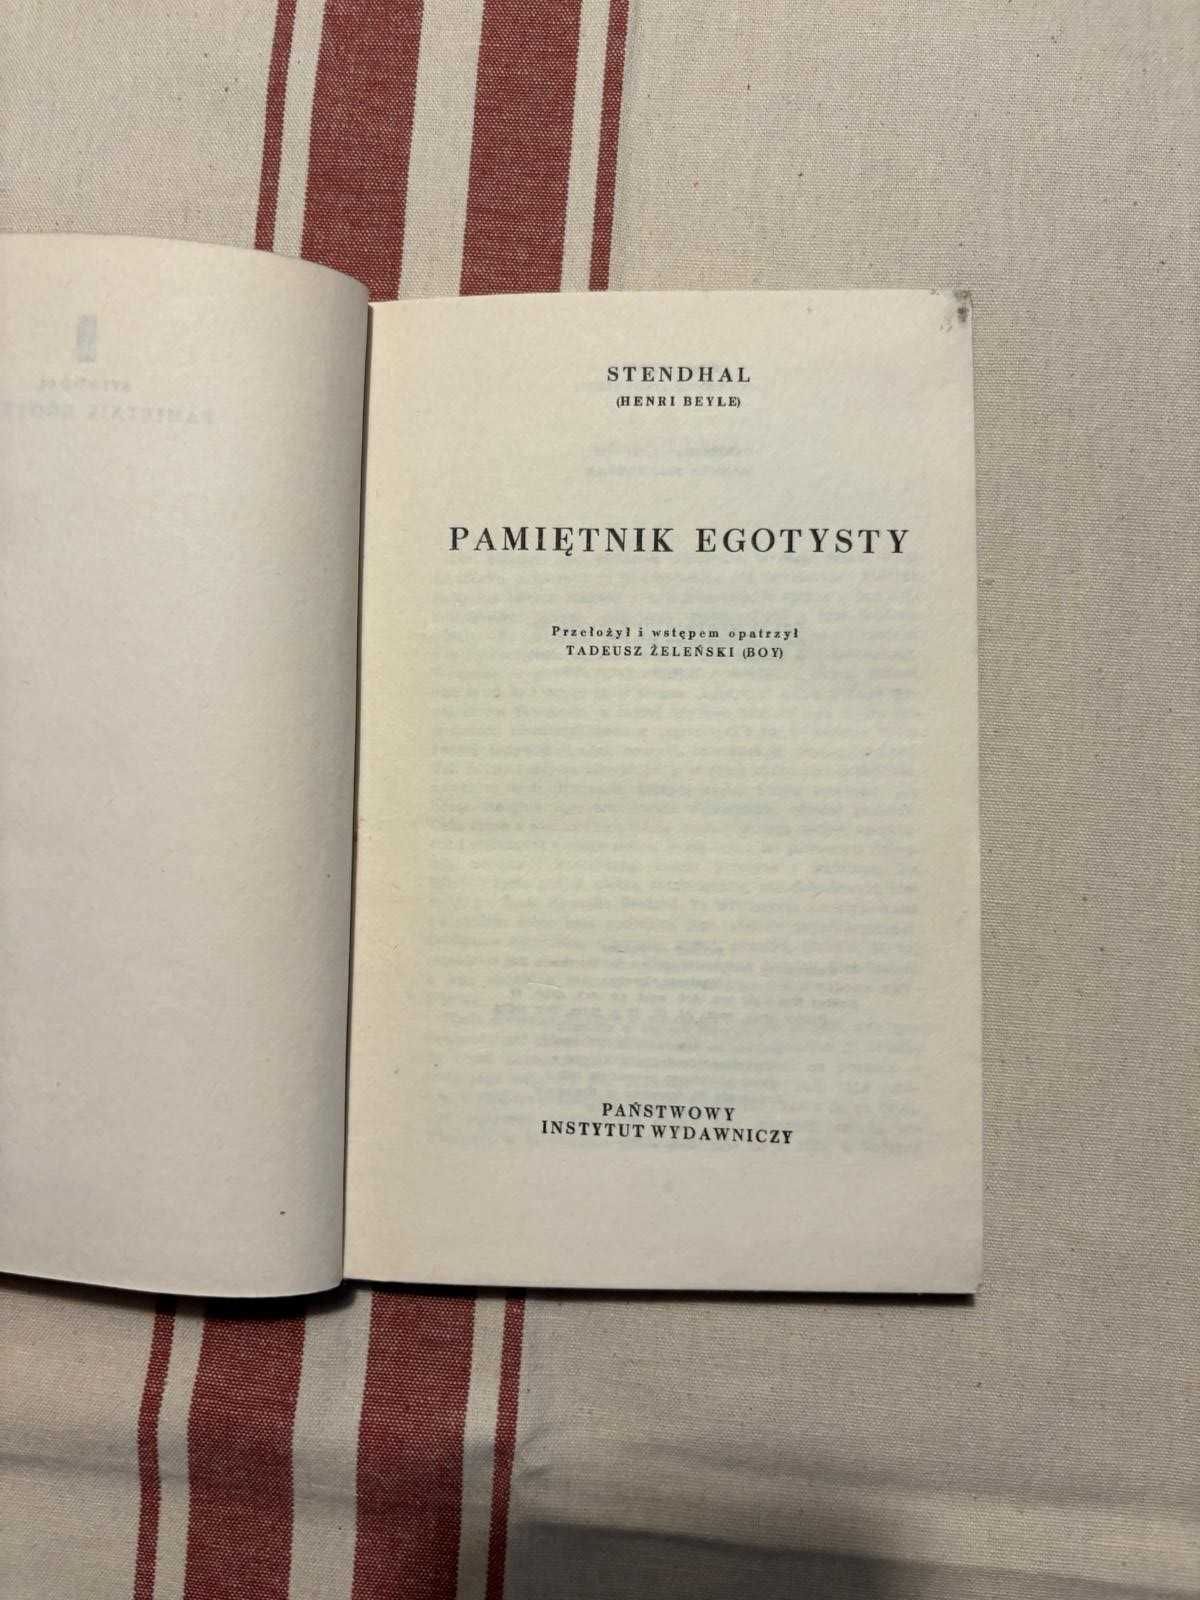 STENDHAL
(HENRI BEYLE)
PAMIĘTNIK EGOTYSTY
Przełożył i wstępem opatrzył
TADEUSZ ŻELEŃSKI (BOY)
PAŃSTWOWY
INSTYTUT WYDAWNICZY